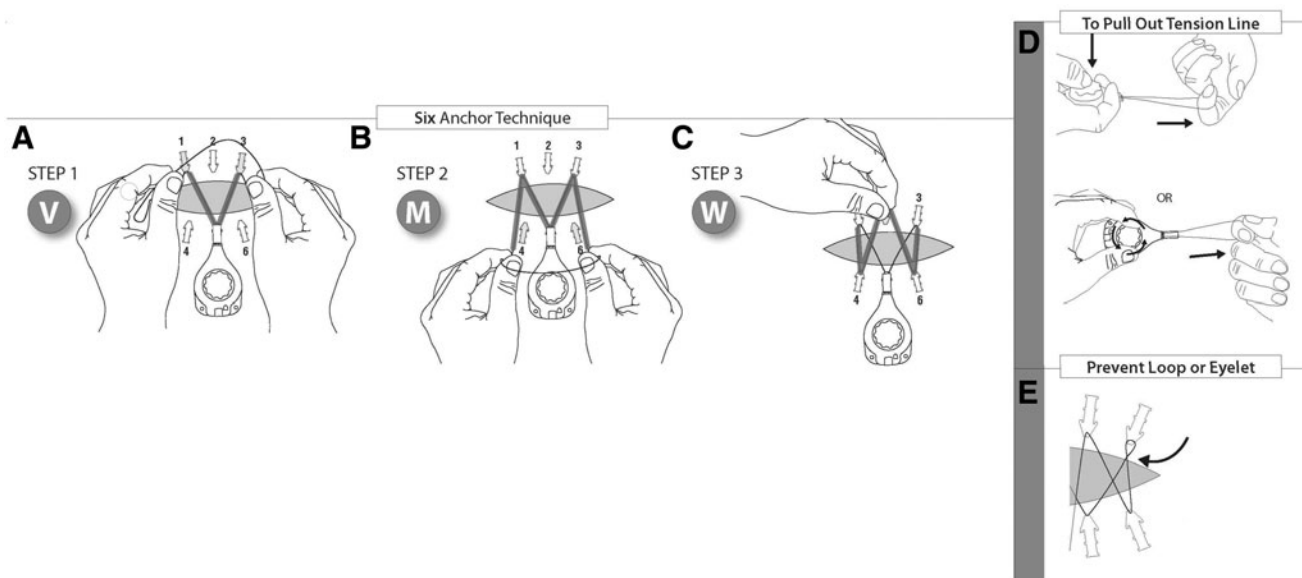 Six Anchor Technique
A
STEP 1
V
1 2 3
4 6
B
STEP 2
M
1 2 3
4 6
C
STEP 3
W
3
4 6
D
To Pull Out Tension Line
OR
E
Prevent Loop or Eyelet